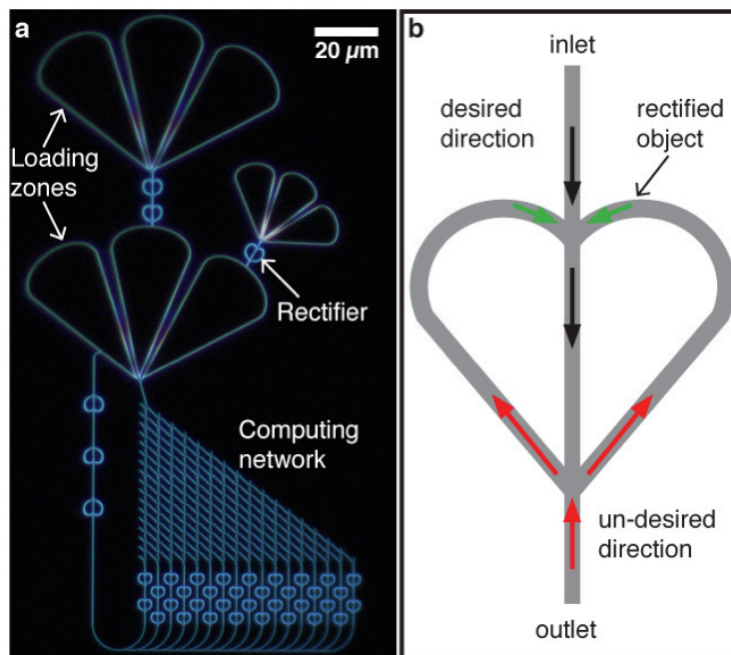 a
20 µm
Loading
zones
Rectifier
Computing
network
b
inlet
desired
direction
rectified
object
un-desired
direction
outlet